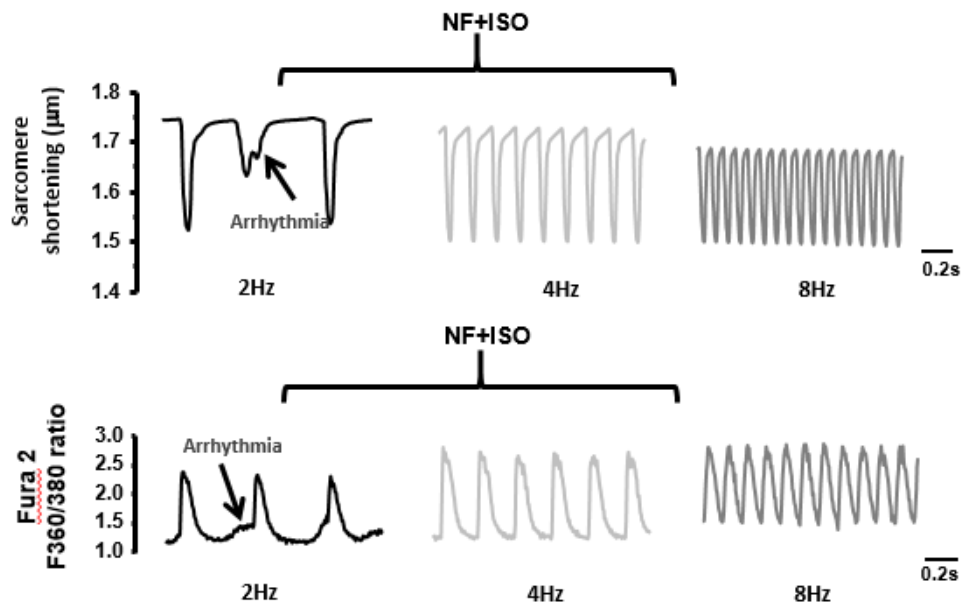 NF+ISO
Sarcomere
shortening (μm)
1.8
1.7
1.6
1.5
1.4
Arrhythmia
2Hz
4Hz
8Hz
0.2s
NF+ISO
Fura 2
F360/380 ratio
3.0
2.5
2.0
1.5
1.0
Arrhythmia
2Hz
4Hz
8Hz
0.2s